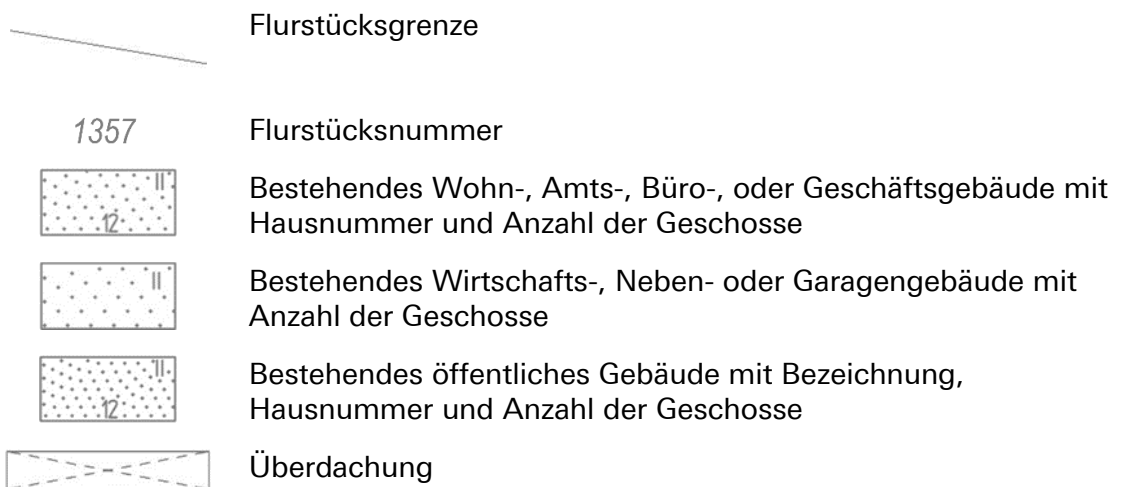 Flurstücksgrenze
1357 Flurstücksnummer
II
12
Bestehendes Wohn-, Amts-, Büro-, oder Geschäftsgebäude mit
Hausnummer und Anzahl der Geschosse
II
Bestehendes Wirtschafts-, Neben- oder Garagengebäude mit
Anzahl der Geschosse
II
12
Bestehendes öffentliches Gebäude mit Bezeichnung,
Hausnummer und Anzahl der Geschosse
Überdachung